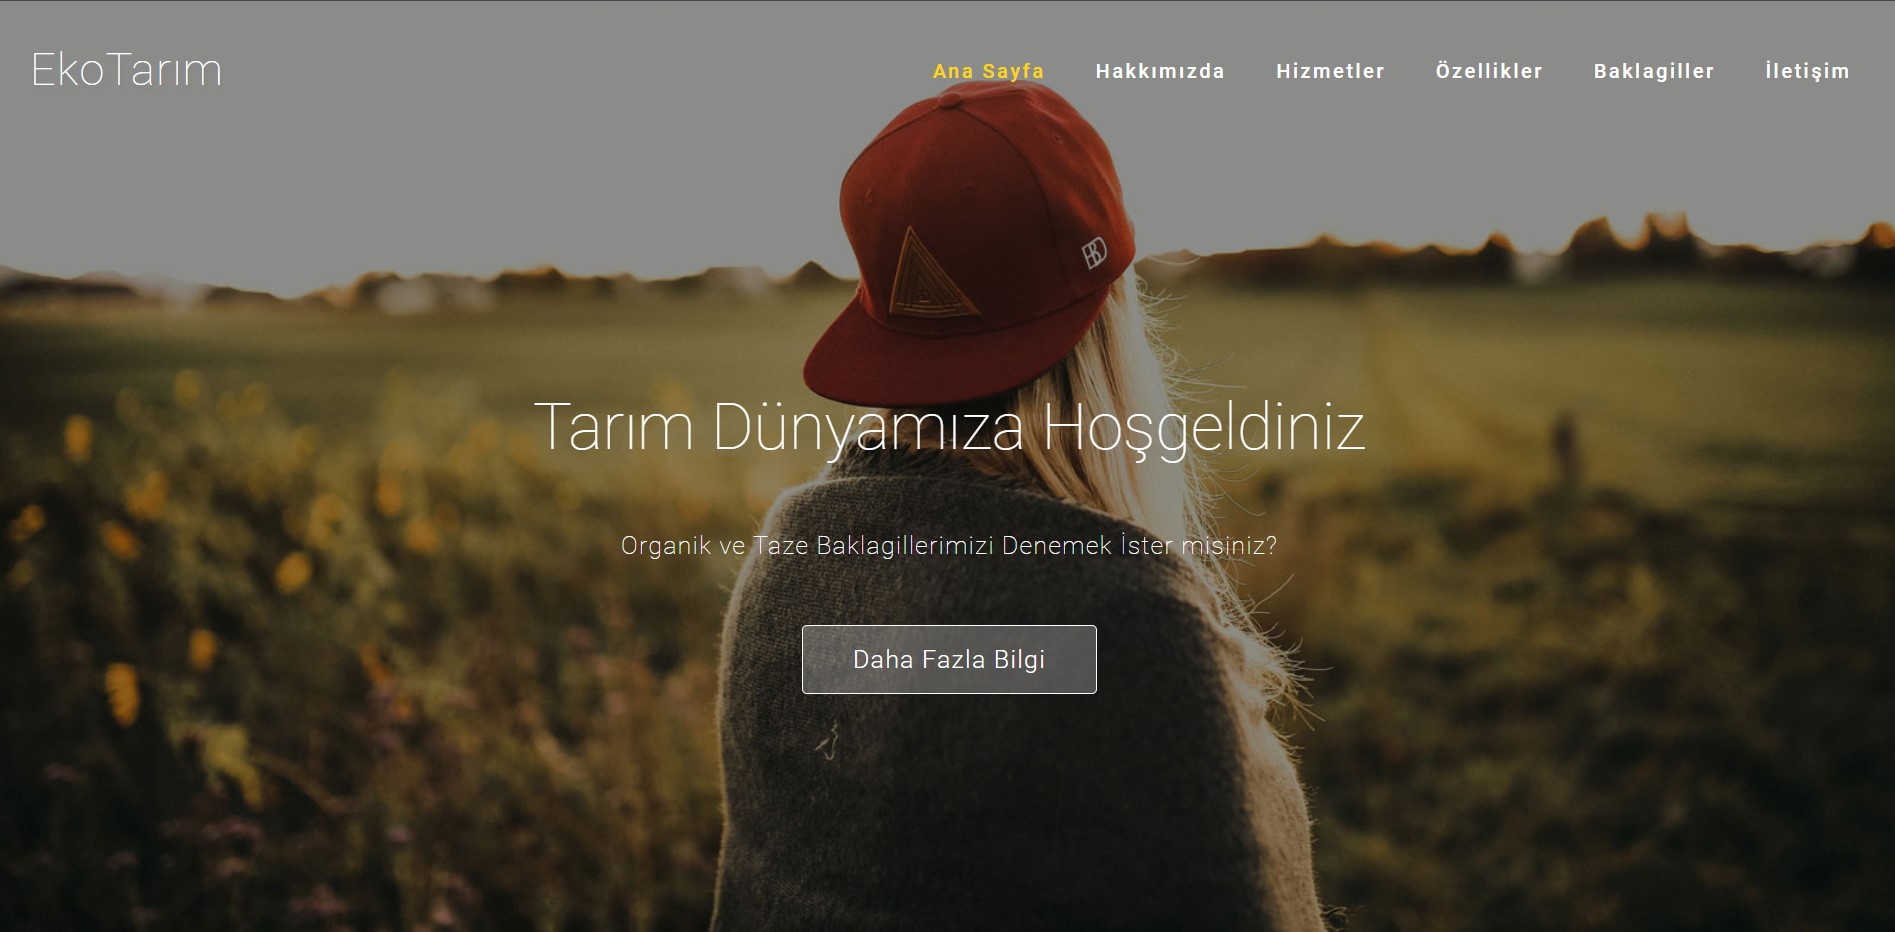 EkoTarım
Ana Sayfa Hakkımızda Hizmetler Özellikler Baklagiller İletişim
Tarım Dünyamıza Hoşgeldiniz
Organik ve Taze Baklagillerimizi Denemek İster misiniz?
Daha Fazla Bilgi